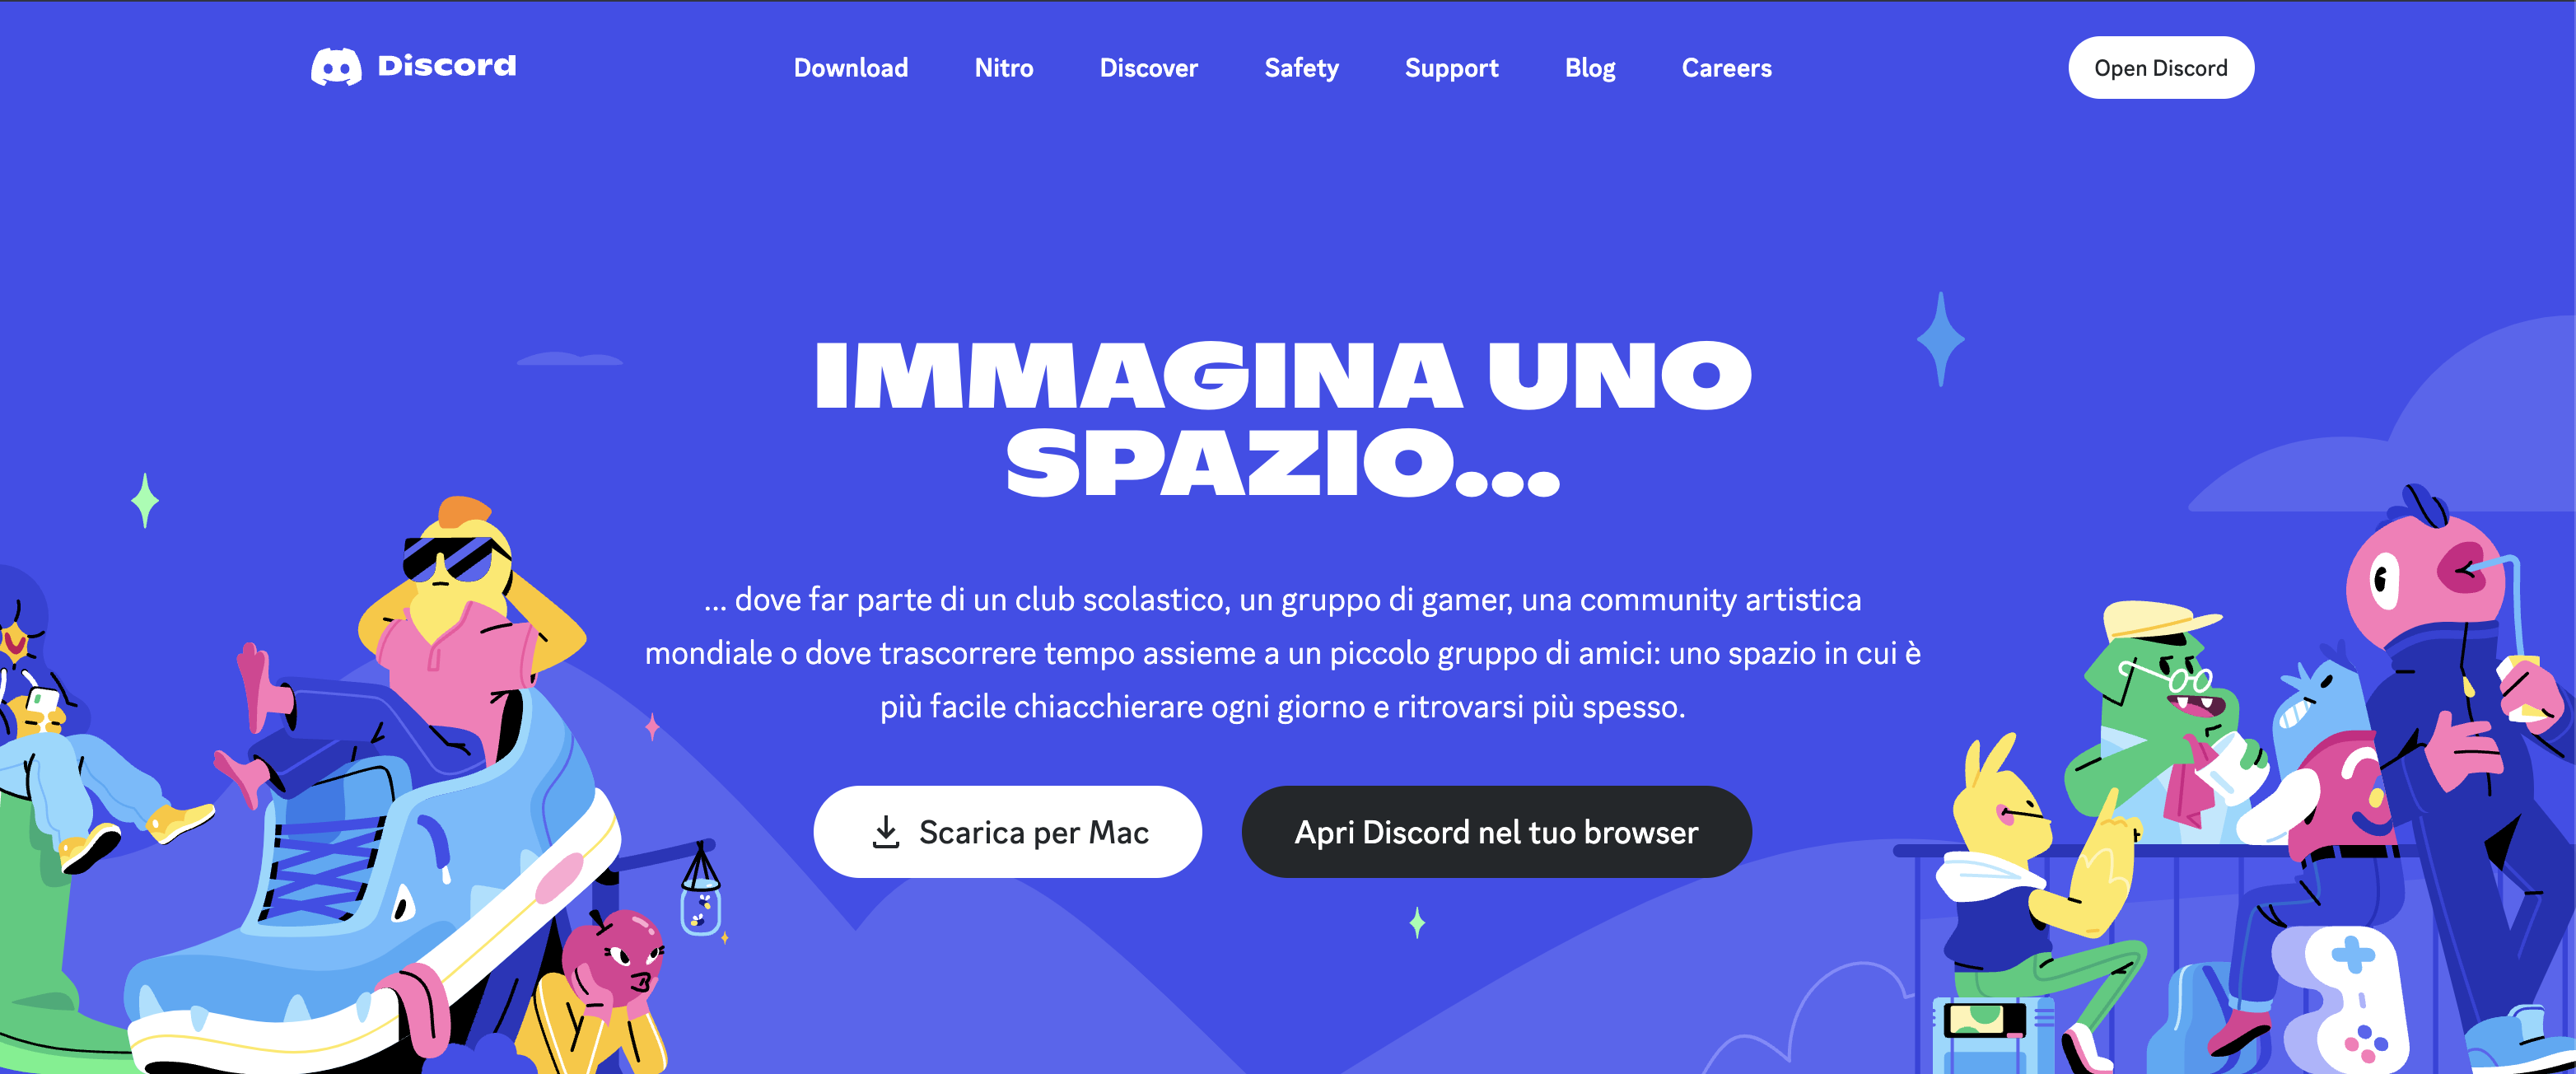 Discord
Download Nitro Discover Safety Support Blog Careers
Open Discord
IMMAGINA UNO
SPAZIO...
... dove far parte di un club scolastico, un gruppo di gamer, una community artistica
mondiale o dove trascorrere tempo assieme a un piccolo gruppo di amici: uno spazio in cui è
più facile chiacchierare ogni giorno e ritrovarsi più spesso.
Scarica per Mac
Apri Discord nel tuo browser